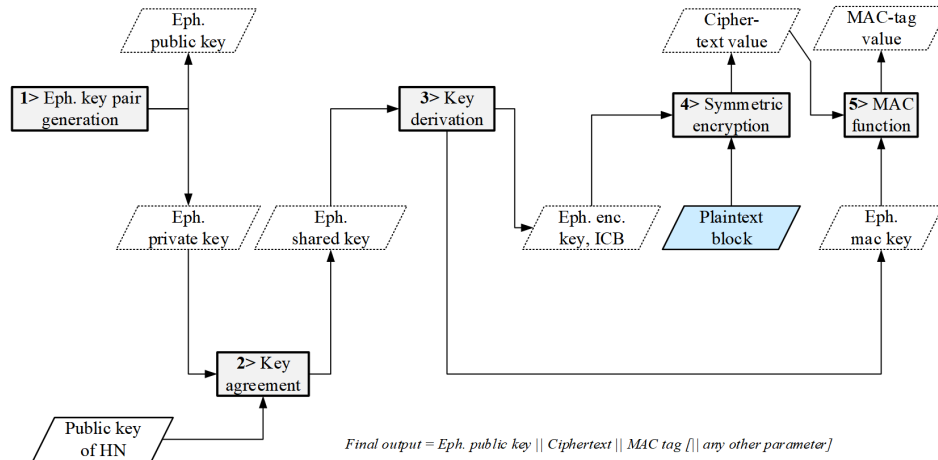 Eph.
public key
Cipher-
text value
MAC-tag
value
1> Eph. key pair
generation
3> Key
derivation
4> Symmetric
encryption
5> MAC
function
Eph.
private key
Eph.
shared key
Eph. enc.
key, ICB
Plaintext
block
Eph.
mac key
2> Key
agreement
Public key
of HN
Final output = Eph. public key || Ciphertext || MAC tag [|| any other parameter]